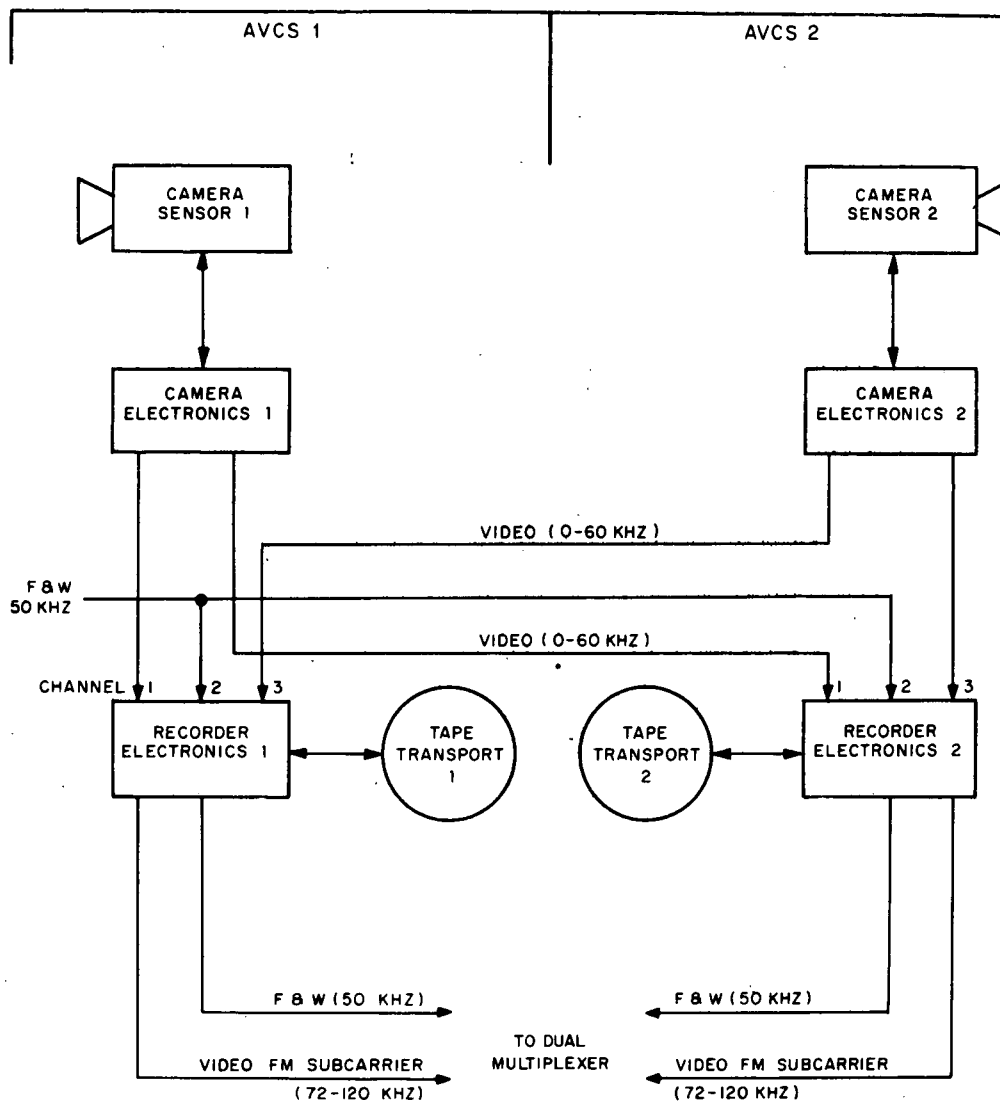 AVCS 1
AVCS 2
CAMERA
SENSOR 1
CAMERA
SENSOR 2
CAMERA
ELECTRONICS 1
CAMERA
ELECTRONICS 2
VIDEO (0-60 KHZ)
F & W
50 KHZ
VIDEO (0-60 KHZ)
CHANNEL 1 2 3
1 2 3
RECORDER
ELECTRONICS 1
TAPE
TRANSPORT
1
TAPE
TRANSPORT
2
RECORDER
ELECTRONICS 2
F & W (50 KHZ)
F & W (50 KHZ)
TO DUAL
MULTIPLEXER
VIDEO FM SUBCARRIER
(72-120 KHZ)
VIDEO FM SUBCARRIER
(72-120 KHZ)